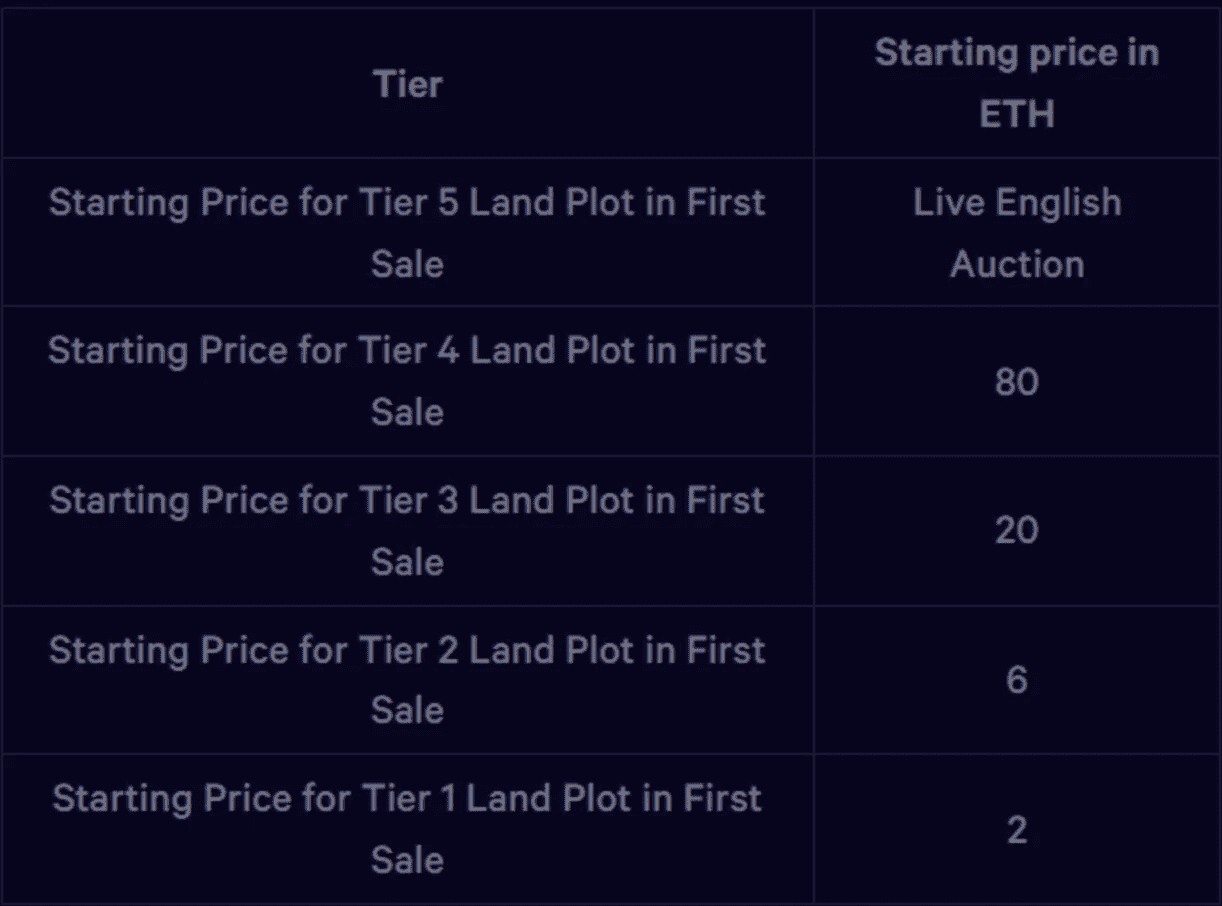 Tier
Starting price in
ETH
Starting Price for Tier 5 Land Plot in First
Sale
Live English
Auction
Starting Price for Tier 4 Land Plot in First
Sale
80
Starting Price for Tier 3 Land Plot in First
Sale
20
Starting Price for Tier 2 Land Plot in First
Sale
6
Starting Price for Tier 1 Land Plot in First
Sale
2